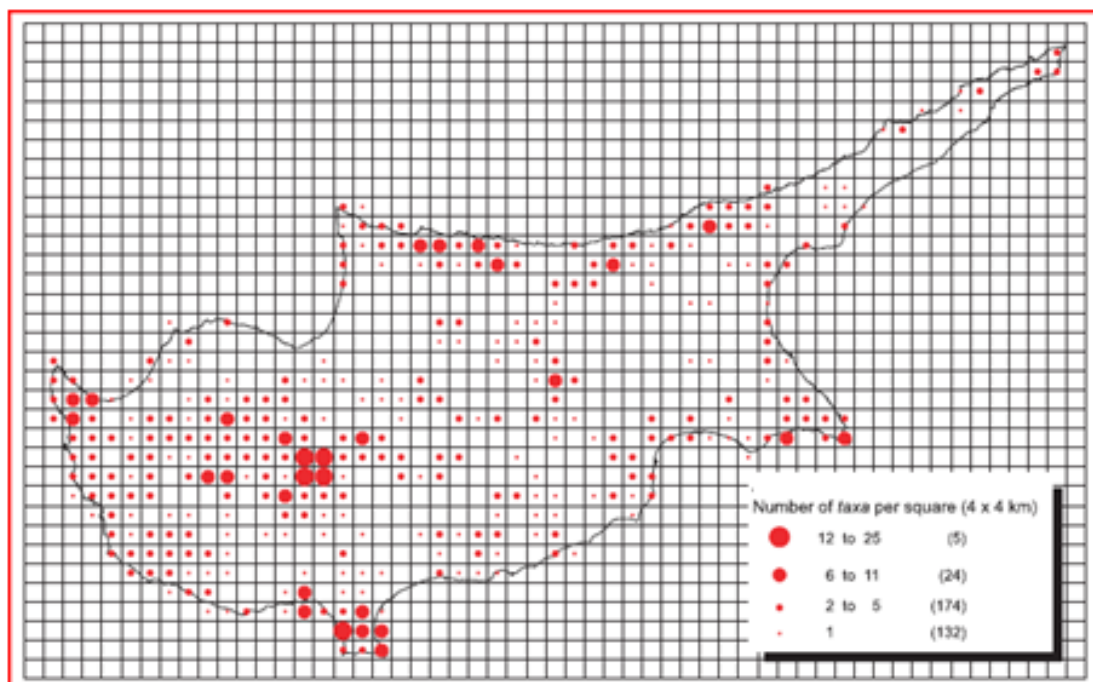 Number of taxa per square (4 x 4 km)
12 to 25 (5)
6 to 11 (24)
2 to 5 (174)
1 (132)